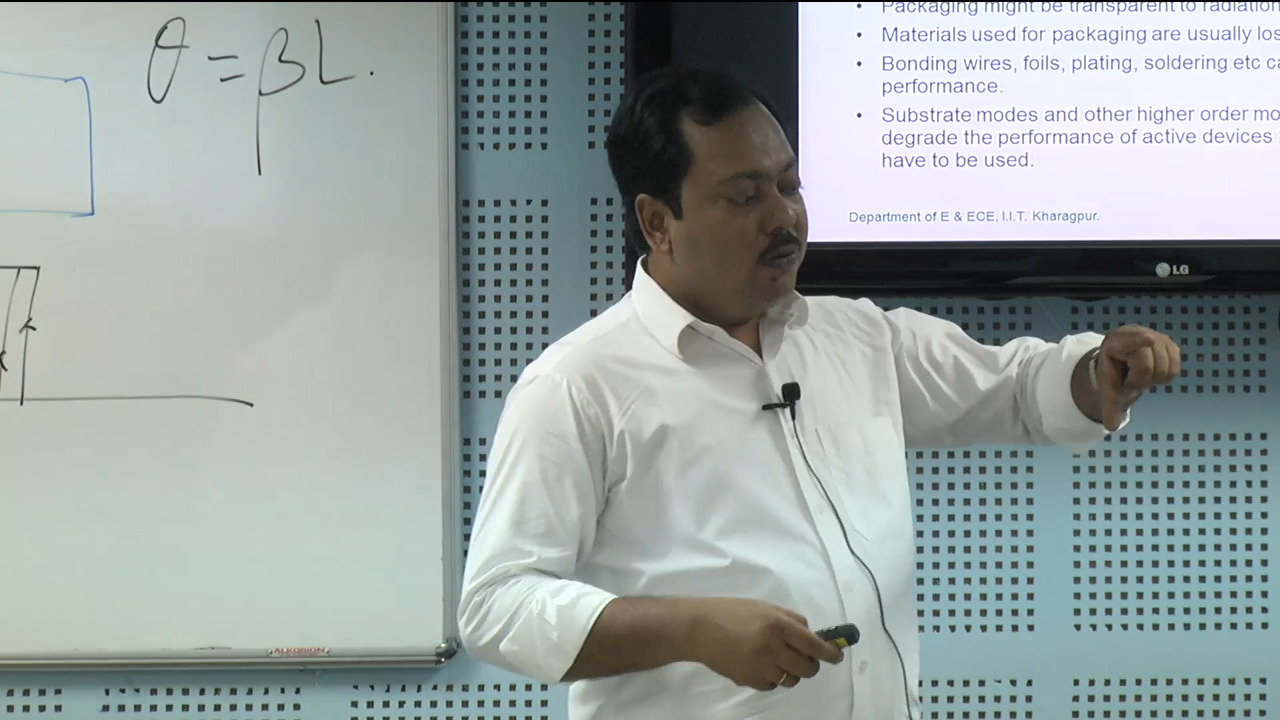 θ = βL.
• Packaging might be transparent to radiation
• Materials used for packaging are usually los
• Bonding wires, foils, plating, soldering etc ca
performance.
• Substrate modes and other higher order mo
degrade the performance of active devices
have to be used.
Department of E & ECE, I.I.T. Kharagpur.
LG
ALKOSIGN